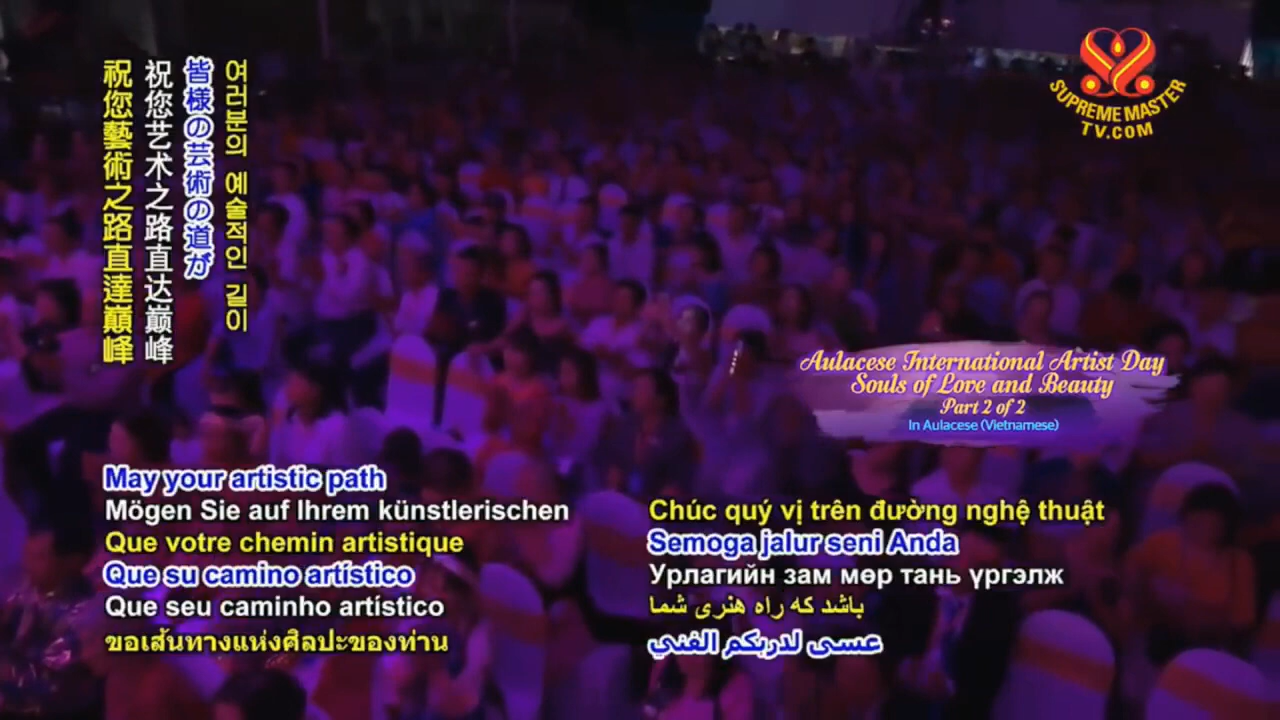 祝您藝術之路直達巔峰
祝您艺术之路直达巅峰
皆様の芸術の道が
여러분의 예술적인 길이
SUPREME MASTER
TV.COM
Aulacese International Artist Day
Souls of Love and Beauty
Part 2 of 2
In Aulacese (Vietnamese)
May your artistic path
Mögen Sie auf Ihrem künstlerischen
Que votre chemin artistique
Que su camino artístico
Que seu caminho artístico
ขอเส้นทางแห่งศิลปะของท่าน
Chúc quý vị trên đường nghệ thuật
Semoga jalur seni Anda
Урлагийн зам мөр тань үргэлж
باشد که راه هنری شما
عسى لدربكم الفني